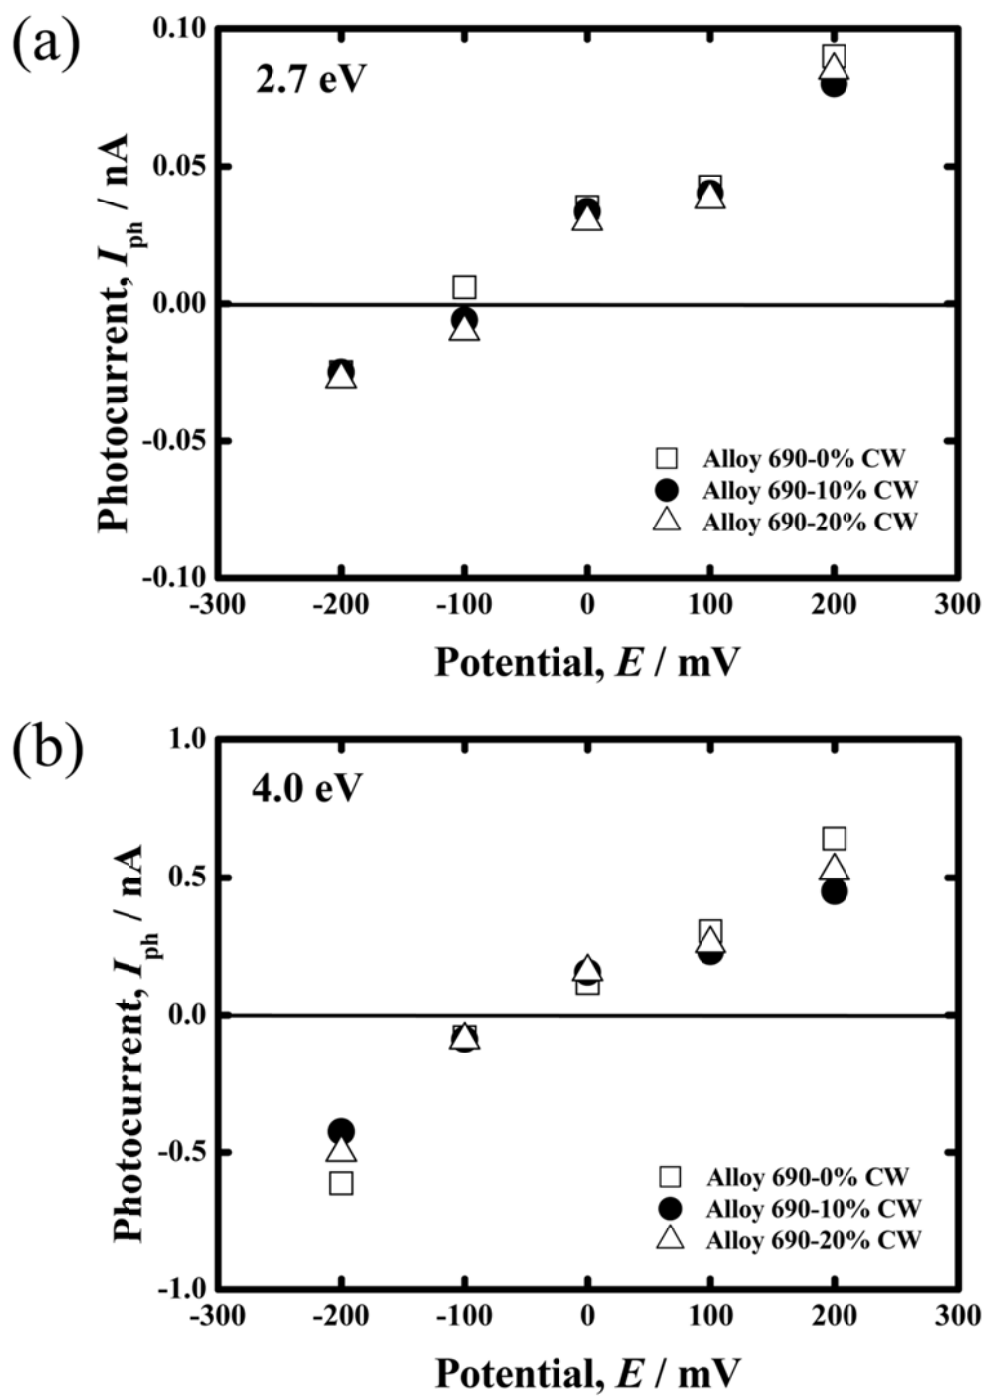 (a)
2.7 eV
Photocurrent, Iph / nA
0.10
0.05
0.00
-0.05
-0.10
Alloy 690-0% CW
Alloy 690-10% CW
Alloy 690-20% CW
-300 -200 -100 0 100 200 300
Potential, E / mV
(b)
4.0 eV
Photocurrent, Iph / nA
1.0
0.5
0.0
-0.5
-1.0
Alloy 690-0% CW
Alloy 690-10% CW
Alloy 690-20% CW
-300 -200 -100 0 100 200 300
Potential, E / mV